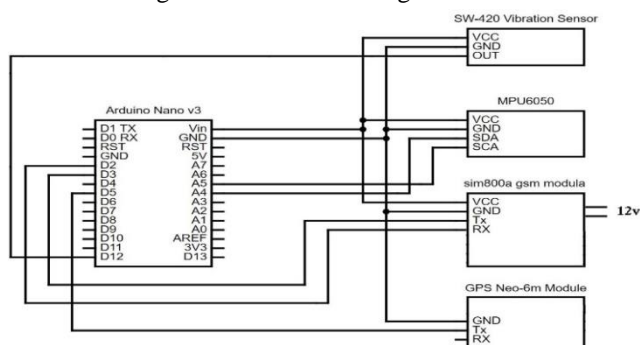 SW-420 Vibration Sensor
VCC
GND
OUT
Arduino Nano v3
D1 TX
D0 RX
RST
GND
D2
D3
D4
D5
D6
D7
D8
D9
D10
D11
D12
Vin
GND
RST
5V
A7
A6
A5
A4
A3
A2
A1
A0
AREF
3V3
D13
MPU6050
VCC
GND
SDA
SCA
sim800a gsm modula
VCC
GND
Tx
RX
12v
GPS Neo-6m Module
GND
Tx
RX